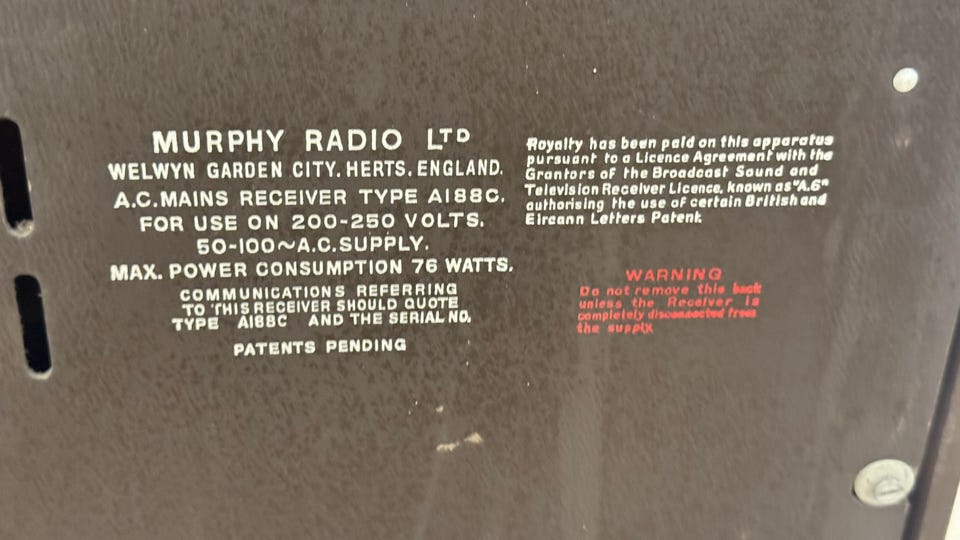 MURPHY RADIO LTD
WELWYN GARDEN CITY. HERTS. ENGLAND.
A.C. MAINS RECEIVER TYPE A188C.
FOR USE ON 200-250 VOLTS.
50-100~A.C. SUPPLY.
MAX. POWER CONSUMPTION 76 WATTS.
COMMUNICATIONS REFERRING
TO THIS RECEIVER SHOULD QUOTE
TYPE A188C AND THE SERIAL NO.
PATENTS PENDING
Royalty has been paid on this apparatus
pursuant to a Licence Agreement with the
Grantors of the Broadcast Sound and
Television Receiver Licence, known as "A.6"
authorising the use of certain British and
Eireann Letters Patent.
WARNING
Do not remove this back
unless the Receiver is
completely disconnected from
the supply.